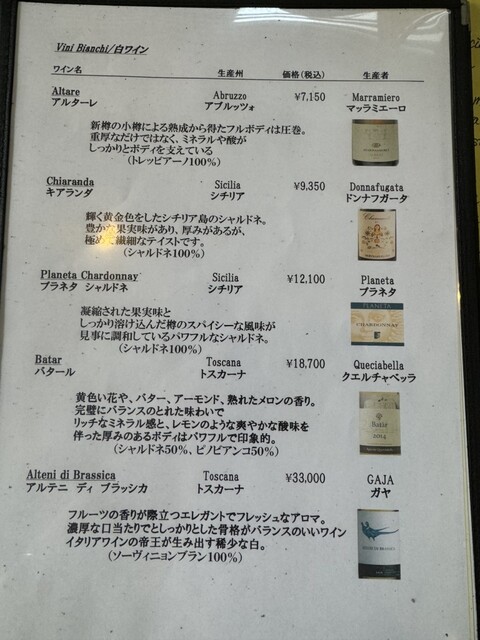 Vini Bianchi/白ワイン
ワイン名 生産州 価格(税込) 生産者
Altare Abruzzo ¥7,150 Marramiero
アルターレ アブルッツォ マッラミエーロ
新樽の小樽による熟成から得たフルボディは圧巻。
重厚なだけではなく、ミネラルや酸が
しっかりとボディを支えている
(トレッビアーノ100%)
Chiaranda Sicilia ¥9,350 Donnafugata
キアランダ シチリア ドンナフガータ
輝く黄金色をしたシチリア島のシャルドネ。
豊かな果実味があり、厚みがあるが、
極めて繊細なテイストです。
(シャルドネ100%)
Planeta Chardonnay Sicilia ¥12,100 Planeta
プラネタ シャルドネ シチリア プラネタ
PLANETA
CHARDONNAY
凝縮された果実味と
しっかり溶け込んだ樽のスパイシーな風味が
見事に調和しているパワフルなシャルドネ。
(シャルドネ100%)
Batar Toscana ¥18,700 Queciabella
バタール トスカーナ クエルチャベッラ
黄色い花や、バター、アーモンド、熟れたメロンの香り。
完璧にバランスのとれた味わいで
リッチなミネラル感と、レモンのような爽やかな酸味を
伴った厚みのあるボディはパワフルで印象的。
(シャルドネ50%、ピノビアンコ50%)
Batàr
2014
Alteni di Brassica Toscana ¥33,000 GAJA
アルテニ ディ ブラッシカ トスカーナ ガヤ
フルーツの香りが際立つエレガントでフレッシュなアロマ。
濃厚な口当たりでとしっかりとした骨格がバランスのいいワイン
イタリアワインの帝王が生み出す稀少な白。
(ソーヴィニョンブラン100%)
ALTENI DI BRASSICA